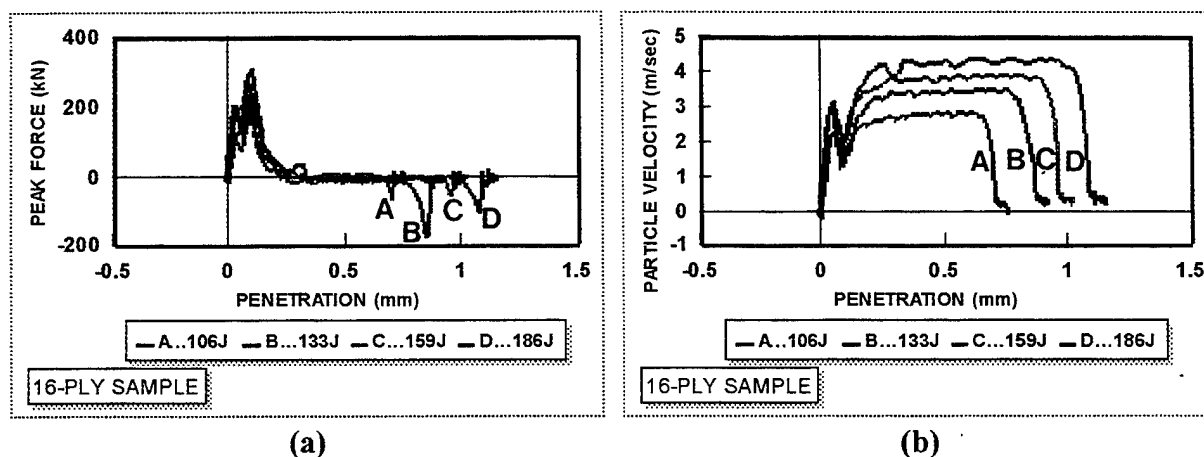 PEAK FORCE (kN)
400
200
0
-200
A
B
C
D
-0.5 0 0.5 1 1.5
PENETRATION (mm)
A...106J B...133J C...159J D...186J
16-PLY SAMPLE
(a)
PARTICLE VELOCITY (m/sec)
5
4
3
2
1
0
-1
A B C D
-0.5 0 0.5 1 1.5
PENETRATION (mm)
A...106J B...133J C...159J D...186J
16-PLY SAMPLE
(b)